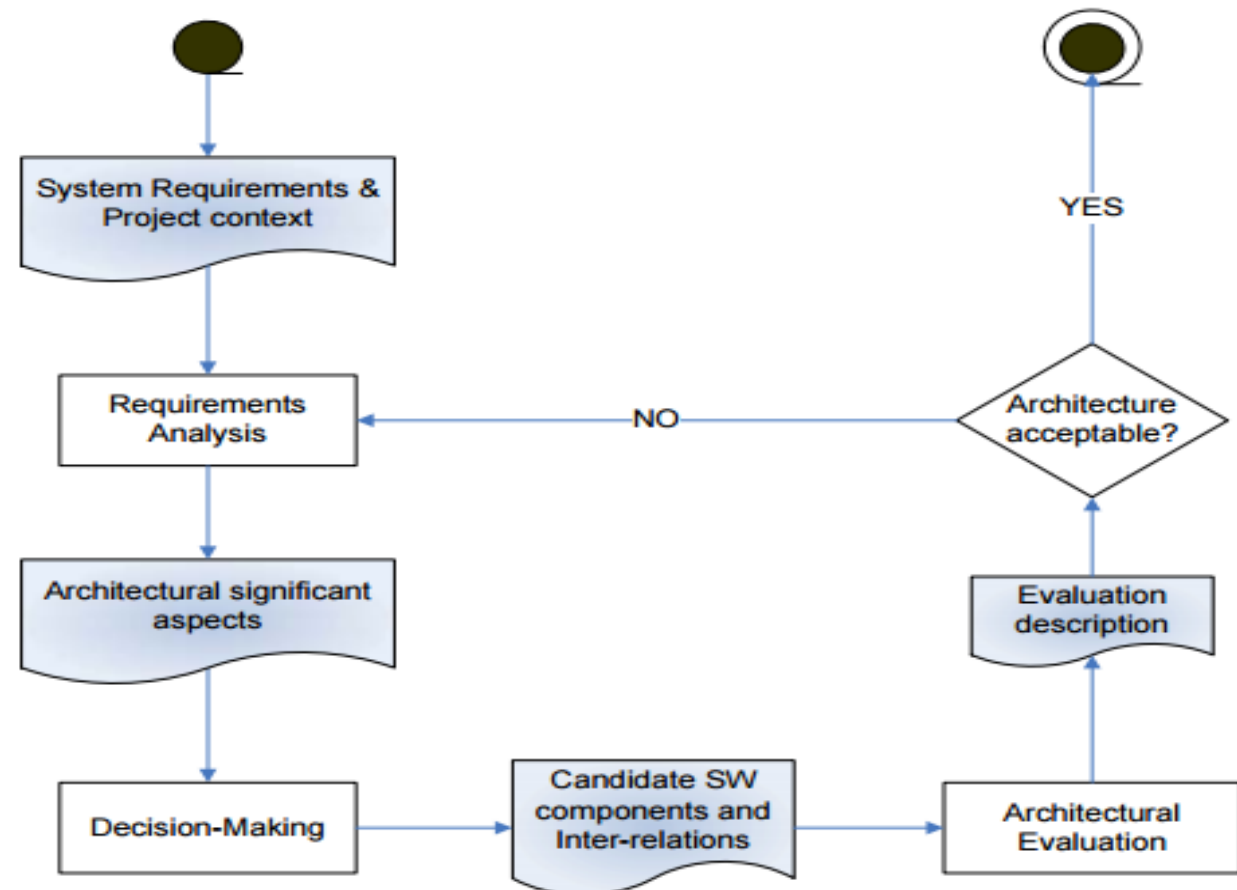 System Requirements &
Project context
YES
Requirements
Analysis
NO
Architecture
acceptable?
Architectural significant
aspects
Evaluation
description
Decision-Making
Candidate SW
components and
Inter-relations
Architectural
Evaluation